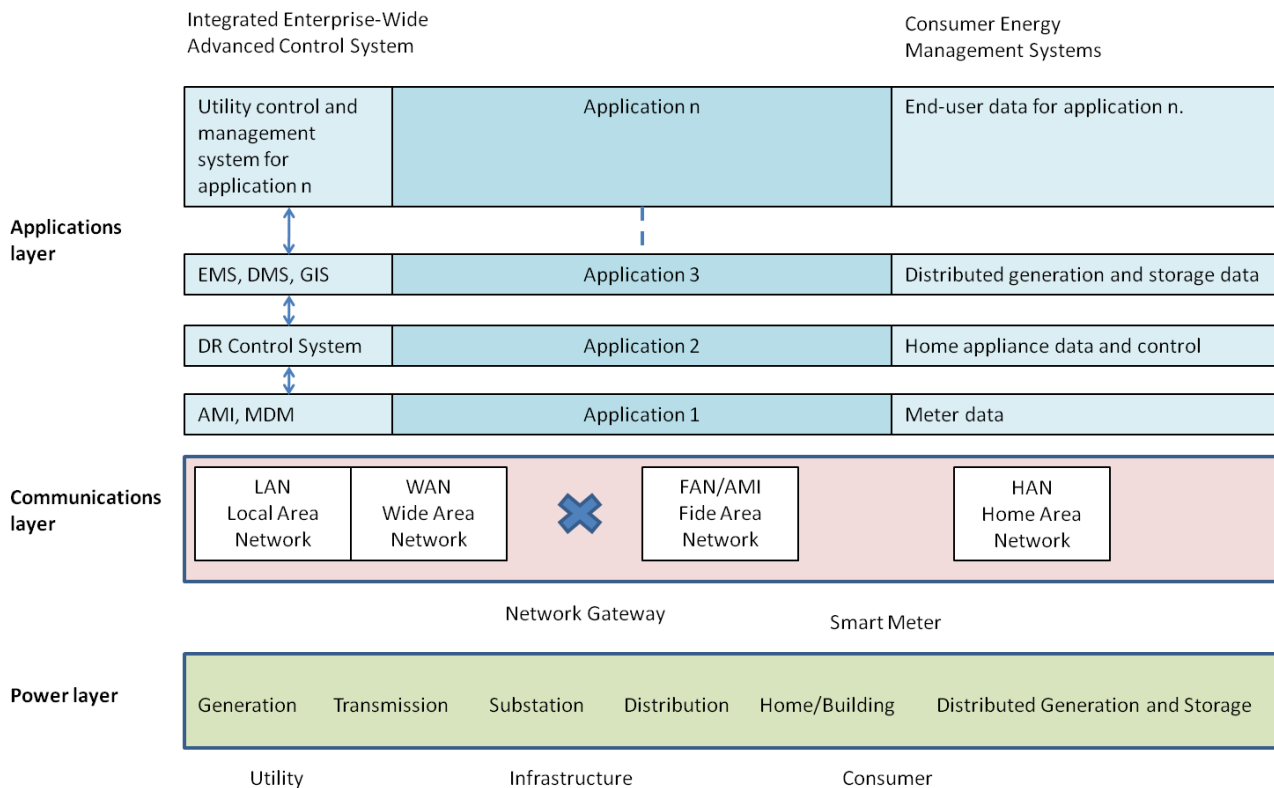 Integrated Enterprise-Wide
Advanced Control System
Consumer Energy
Management Systems
Utility control and
management
system for
application n
Application n
End-user data for application n.
Applications
layer
EMS, DMS, GIS
Application 3
Distributed generation and storage data
DR Control System
Application 2
Home appliance data and control
AMI, MDM
Application 1
Meter data
Communications
layer
LAN
Local Area
Network
WAN
Wide Area
Network
FAN/AMI
Fide Area
Network
HAN
Home Area
Network
Network Gateway
Smart Meter
Power layer
Generation
Transmission
Substation
Distribution
Home/Building
Distributed Generation and Storage
Utility
Infrastructure
Consumer